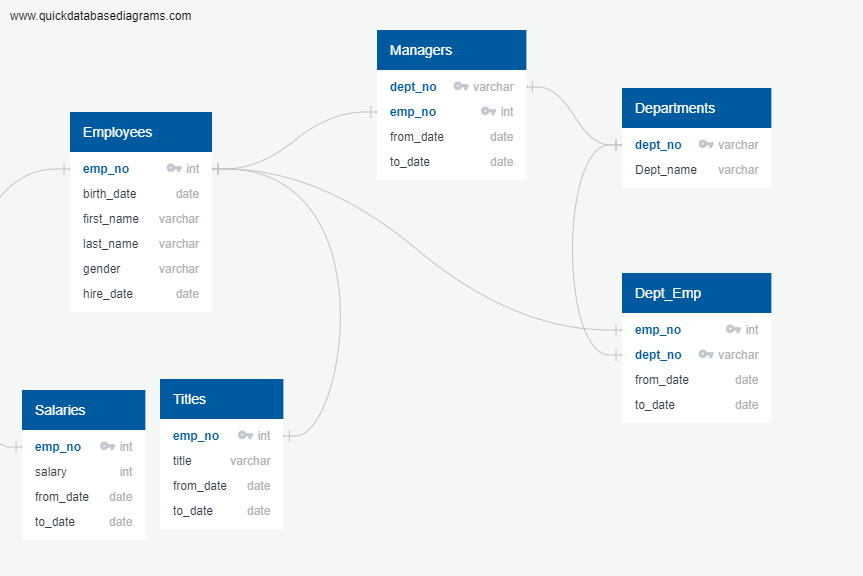 www.quickdatabasediagrams.com
Managers
dept_no varchar
emp_no int
from_date date
to_date date
Departments
dept_no varchar
Dept_name varchar
Employees
emp_no int
birth_date date
first_name varchar
last_name varchar
gender varchar
hire_date date
Dept_Emp
emp_no int
dept_no varchar
from_date date
to_date date
Salaries
emp_no int
salary int
from_date date
to_date date
Titles
emp_no int
title varchar
from_date date
to_date date